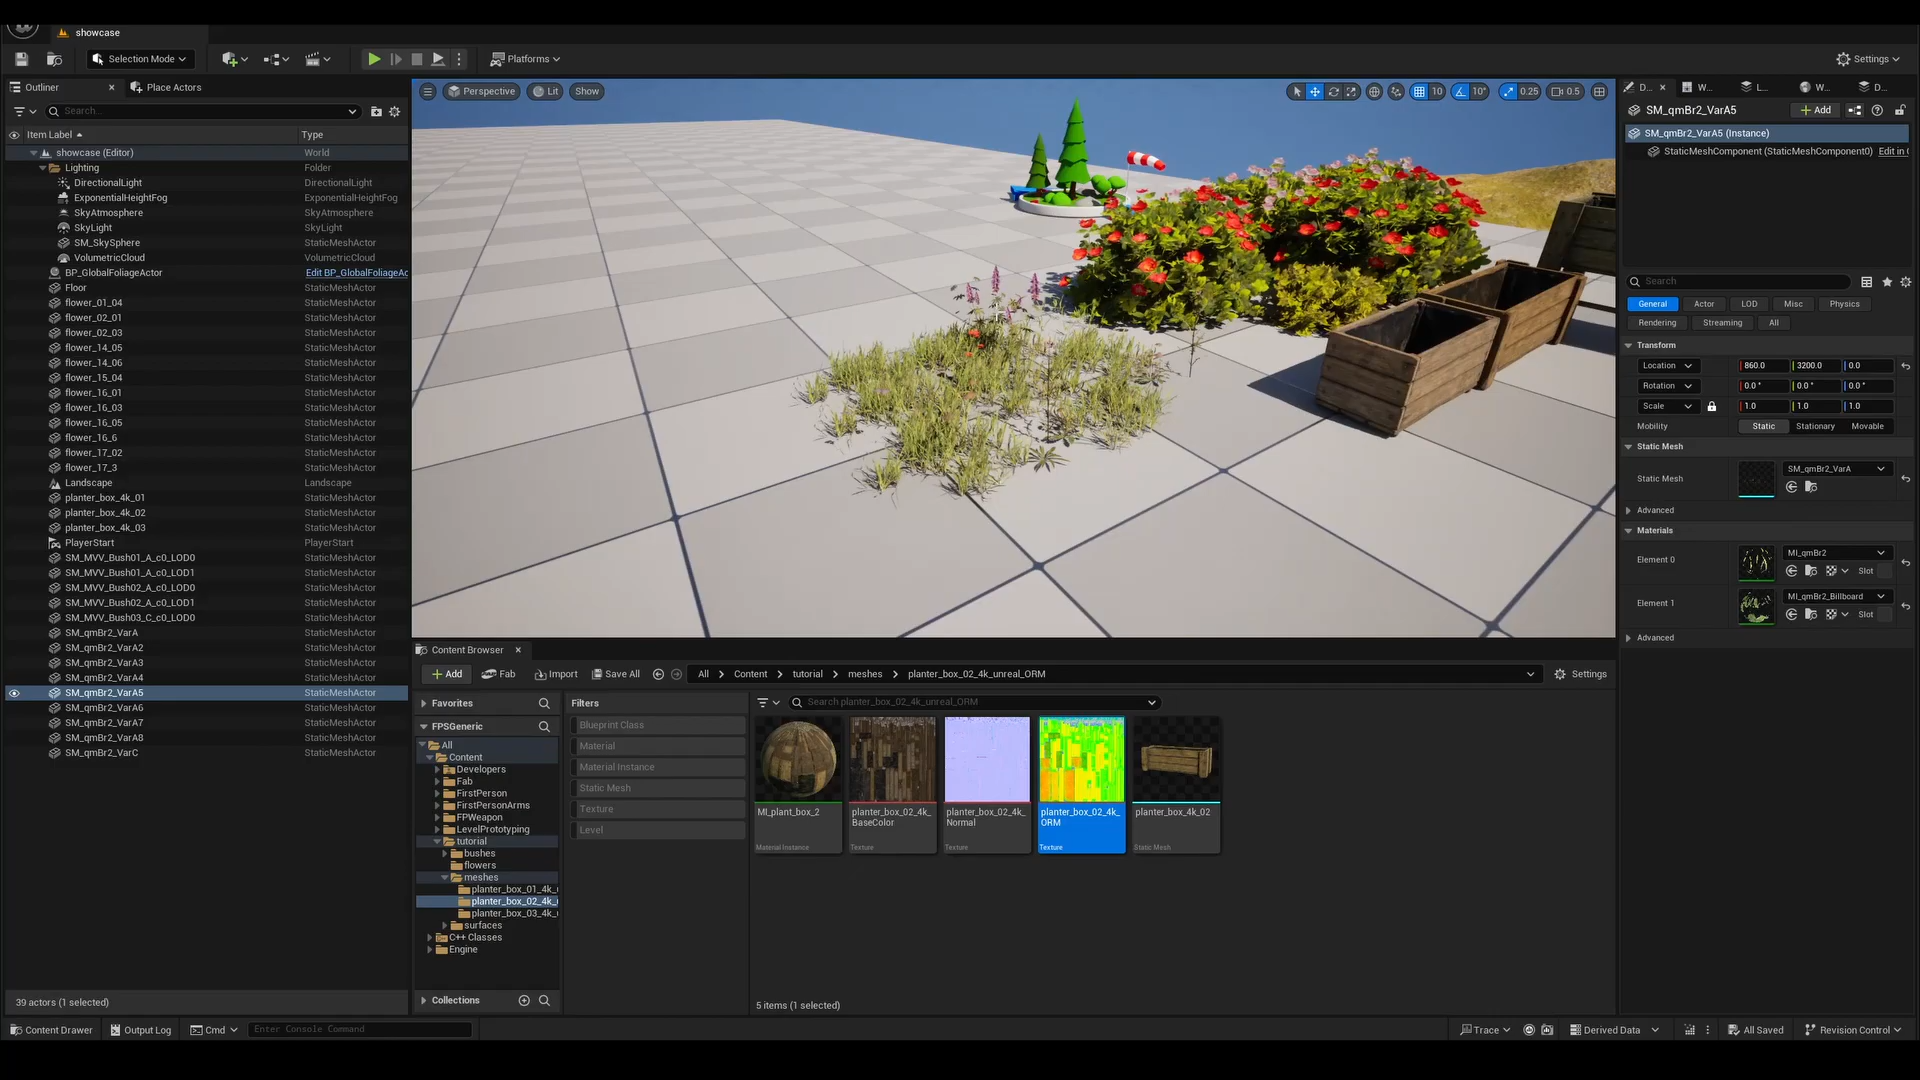 showcase
Selection Mode
Platforms
Settings
Outliner
Place Actors
Search...
Item Label
Type
showcase (Editor) World
Lighting Folder
DirectionalLight DirectionalLight
ExponentialHeightFog ExponentialHeightFog
SkyAtmosphere SkyAtmosphere
SkyLight SkyLight
SM_SkySphere StaticMeshActor
VolumetricCloud VolumetricCloud
BP_GlobalFoliageActor Edit BP_GlobalFoliageAc
Floor StaticMeshActor
flower_01_04 StaticMeshActor
flower_02_01 StaticMeshActor
flower_02_03 StaticMeshActor
flower_14_05 StaticMeshActor
flower_14_06 StaticMeshActor
flower_15_04 StaticMeshActor
flower_16_01 StaticMeshActor
flower_16_03 StaticMeshActor
flower_16_05 StaticMeshActor
flower_16_6 StaticMeshActor
flower_17_02 StaticMeshActor
flower_17_3 StaticMeshActor
Landscape Landscape
planter_box_4k_01 StaticMeshActor
planter_box_4k_02 StaticMeshActor
planter_box_4k_03 StaticMeshActor
PlayerStart PlayerStart
SM_MVV_Bush01_A_c0_LOD0 StaticMeshActor
SM_MVV_Bush01_A_c0_LOD1 StaticMeshActor
SM_MVV_Bush02_A_c0_LOD0 StaticMeshActor
SM_MVV_Bush02_A_c0_LOD1 StaticMeshActor
SM_MVV_Bush03_C_c0_LOD0 StaticMeshActor
SM_qmBr2_VarA StaticMeshActor
SM_qmBr2_VarA2 StaticMeshActor
SM_qmBr2_VarA3 StaticMeshActor
SM_qmBr2_VarA4 StaticMeshActor
SM_qmBr2_VarA5 StaticMeshActor
SM_qmBr2_VarA6 StaticMeshActor
SM_qmBr2_VarA7 StaticMeshActor
SM_qmBr2_VarA8 StaticMeshActor
SM_qmBr2_VarC StaticMeshActor
39 actors (1 selected)
Perspective Lit Show
10 10° 0.25 0.5
Content Browser
Add Fab Import Save All All Content tutorial meshes planter_box_02_4k_unreal_ORM Settings
Favorites
FPSGeneric
All
Content
Developers
Fab
FirstPerson
FirstPersonArms
FPWeapon
LevelPrototyping
tutorial
bushes
flowers
meshes
planter_box_01_4k_
planter_box_02_4k_
planter_box_03_4k_
surfaces
C++ Classes
Engine
Collections
Filters
Blueprint Class
Material
Material Instance
Static Mesh
Texture
Level
Search planter_box_02_4k_unreal_ORM
MI_plant_box_2
Material Instance
planter_box_02_4k_
BaseColor
Texture
planter_box_02_4k_
Normal
Texture
planter_box_02_4k_
ORM
Texture
planter_box_4k_02
Static Mesh
5 items (1 selected)
D... W... L... W... D...
SM_qmBr2_VarA5 Add
SM_qmBr2_VarA5 (Instance)
StaticMeshComponent (StaticMeshComponent0) Edit in
Search
General Actor LOD Misc Physics
Rendering Streaming All
Transform
Location 860.0 3200.0 0.0
Rotation 0.0° 0.0° 0.0°
Scale 1.0 1.0 1.0
Mobility Static Stationary Movable
Static Mesh
Static Mesh SM_qmBr2_VarA
Advanced
Materials
Element 0 MI_qmBr2
Slot
Element 1 MI_qmBr2_Billboard
Slot
Advanced
Content Drawer Output Log Cmd Enter Console Command
Trace Derived Data All Saved Revision Control